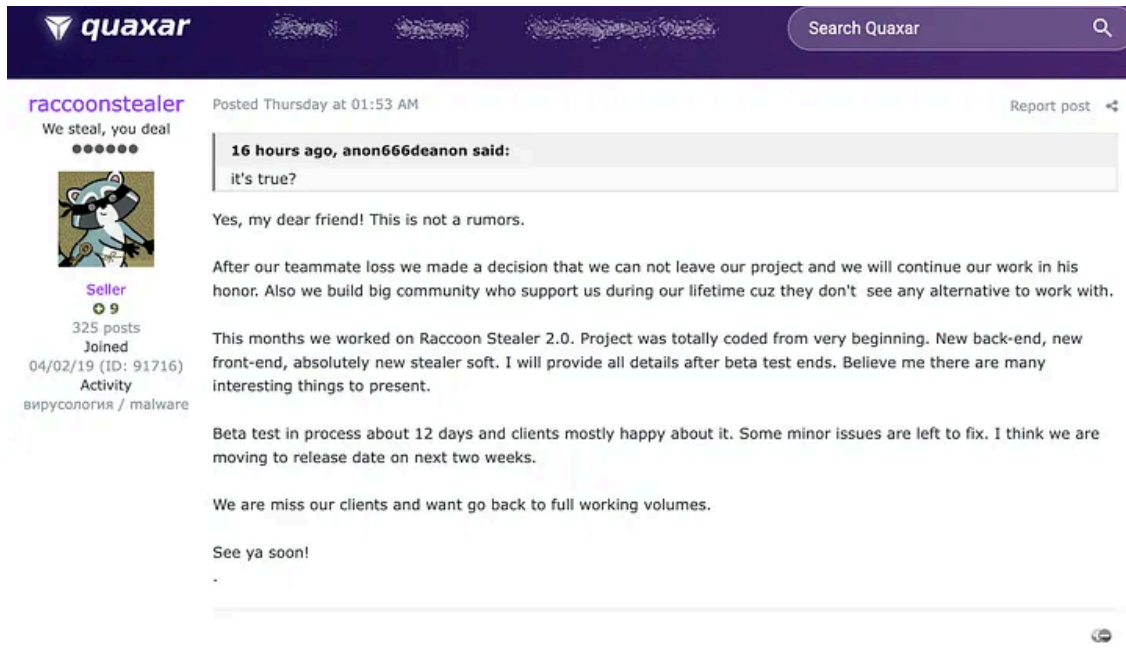 quaxar
Search Quaxar
raccoonstealer
We steal, you deal
Seller
9
325 posts
Joined
04/02/19 (ID: 91716)
Activity
вирусология / malware
Posted Thursday at 01:53 AM
Report post
16 hours ago, anon666deanon said:
it's true?
Yes, my dear friend! This is not a rumors.
After our teammate loss we made a decision that we can not leave our project and we will continue our work in his
honor. Also we build big community who support us during our lifetime cuz they don't see any alternative to work with.
This months we worked on Raccoon Stealer 2.0. Project was totally coded from very beginning. New back-end, new
front-end, absolutely new stealer soft. I will provide all details after beta test ends. Believe me there are many
interesting things to present.
Beta test in process about 12 days and clients mostly happy about it. Some minor issues are left to fix. I think we are
moving to release date on next two weeks.
We are miss our clients and want go back to full working volumes.
See ya soon!
.